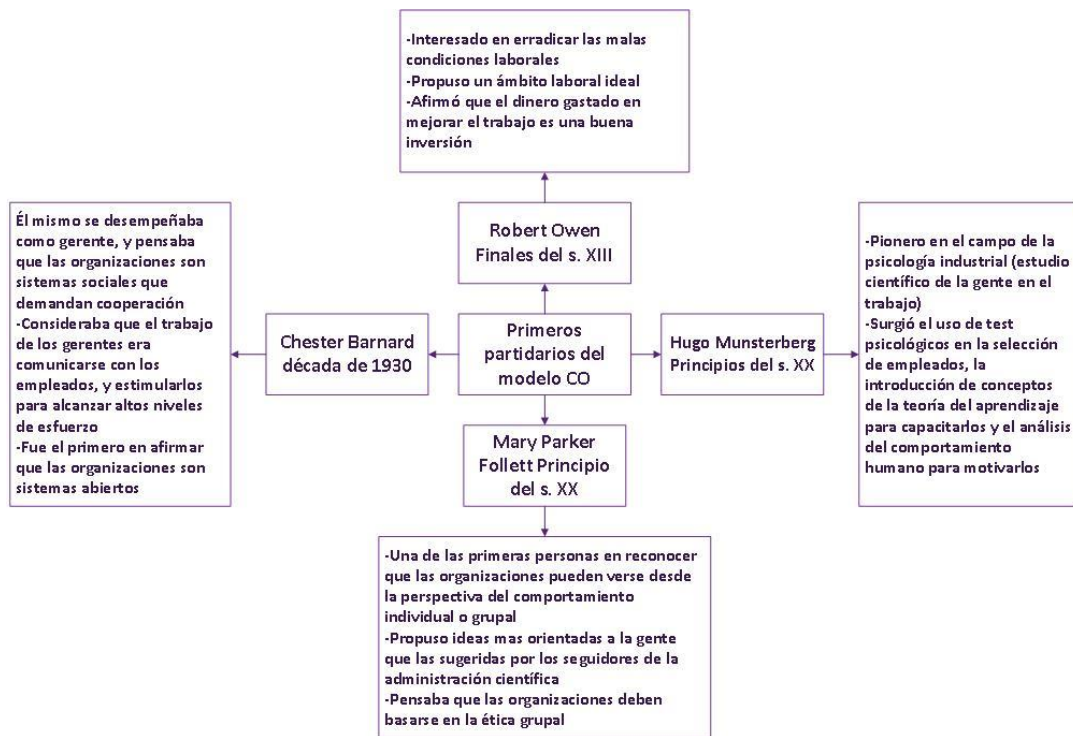 -Interesado en erradicar las malas
condiciones laborales
-Propuso un ámbito laboral ideal
-Afirmó que el dinero gastado en
mejorar el trabajo es una buena
inversión
Robert Owen
Finales del s. XIII
Él mismo se desempeñaba
como gerente, y pensaba
que las organizaciones son
sistemas sociales que
demandan cooperación
-Consideraba que el trabajo
de los gerentes era
comunicarse con los
empleados, y estimularlos
para alcanzar altos niveles
de esfuerzo
-Fue el primero en afirmar
que las organizaciones son
sistemas abiertos
Chester Barnard
década de 1930
Primeros
partidarios del
modelo CO
Hugo Munsterberg
Principios del s. XX
-Pionero en el campo de la
psicología industrial (estudio
científico de la gente en el
trabajo)
-Surgió el uso de test
psicológicos en la selección
de empleados, la
introducción de conceptos
de la teoría del aprendizaje
para capacitarlos y el análisis
del comportamiento
humano para motivarlos
Mary Parker
Follett Principio
del s. XX
-Una de las primeras personas en reconocer
que las organizaciones pueden verse desde
la perspectiva del comportamiento
individual o grupal
-Propuso ideas mas orientadas a la gente
que las sugeridas por los seguidores de la
administración científica
-Pensaba que las organizaciones deben
basarse en la ética grupal